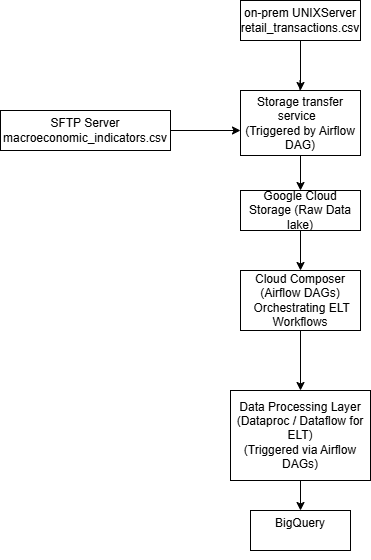 on-prem UNIXServer
retail_transactions.csv
Storage transfer
service
(Triggered by Airflow
DAG)
SFTP Server
macroeconomic_indicators.csv
Google Cloud
Storage (Raw Data
lake)
Cloud Composer
(Airflow DAGs)
Orchestrating ELT
Workflows
Data Processing Layer
(Dataproc / Dataflow for
ELT)
(Triggered via Airflow
DAGs)
BigQuery